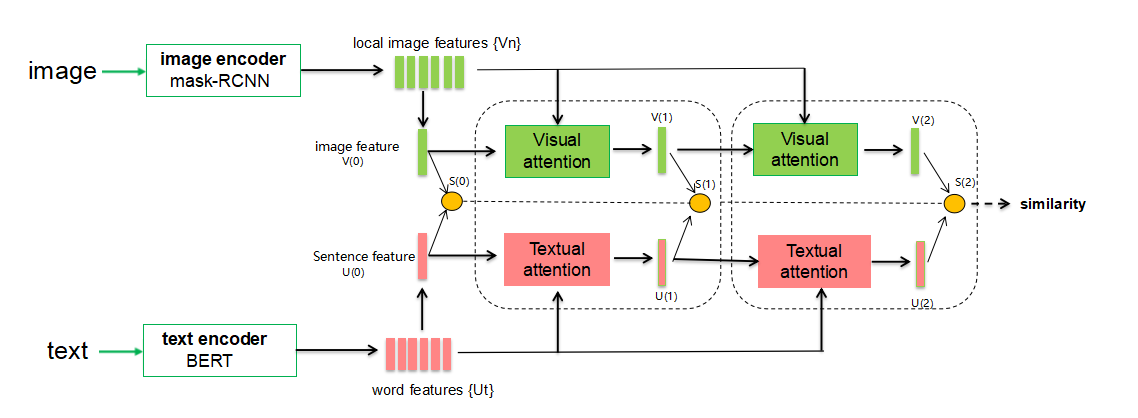 local image features {Vn}
image
image encoder
mask-RCNN
image feature
V(0)
Visual
attention
V(1)
Visual
attention
V(2)
S(0)
S(1)
S(2)
similarity
Sentence feature
U(0)
Textual
attention
U(1)
Textual
attention
U(2)
text
text encoder
BERT
word features {Ut}